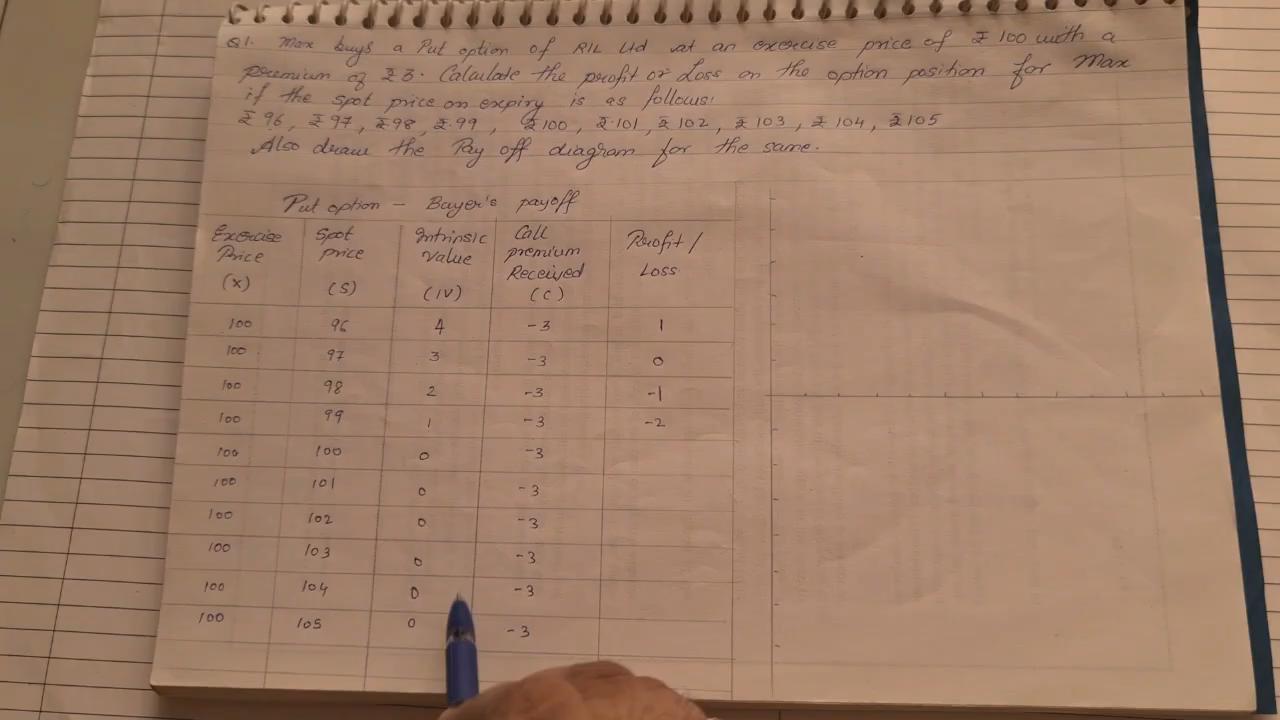 Q1. Max buys a Put option of RIL Ltd at an exercise price of ₹ 100 with a
premium of ₹ 3. Calculate the profit or Loss on the option position for Max
if the spot price on expiry is as follows:
₹ 96, ₹ 97, ₹ 98, ₹ 99, ₹ 100, ₹ 101, ₹ 102, ₹ 103, ₹ 104, ₹ 105
Also draw the Pay off diagram for the same.
Put option - Buyer's payoff
Exercise Price (X) Spot price (S) Intrinsic value (IV) Call premium Received (C) Profit / Loss
100 96 4 -3 1
100 97 3 -3 0
100 98 2 -3 -1
100 99 1 -3 -2
100 100 0 -3
100 101 0 -3
100 102 0 -3
100 103 0 -3
100 104 0 -3
100 105 0 -3